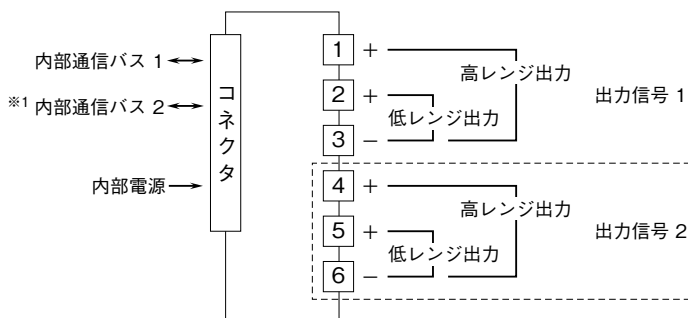 内部通信バス 1
※1 内部通信バス 2
内部電源
コネクタ
1 +
高レンジ出力
2 +
低レンジ出力
3 −
出力信号 1
4 +
高レンジ出力
5 +
低レンジ出力
6 −
出力信号 2